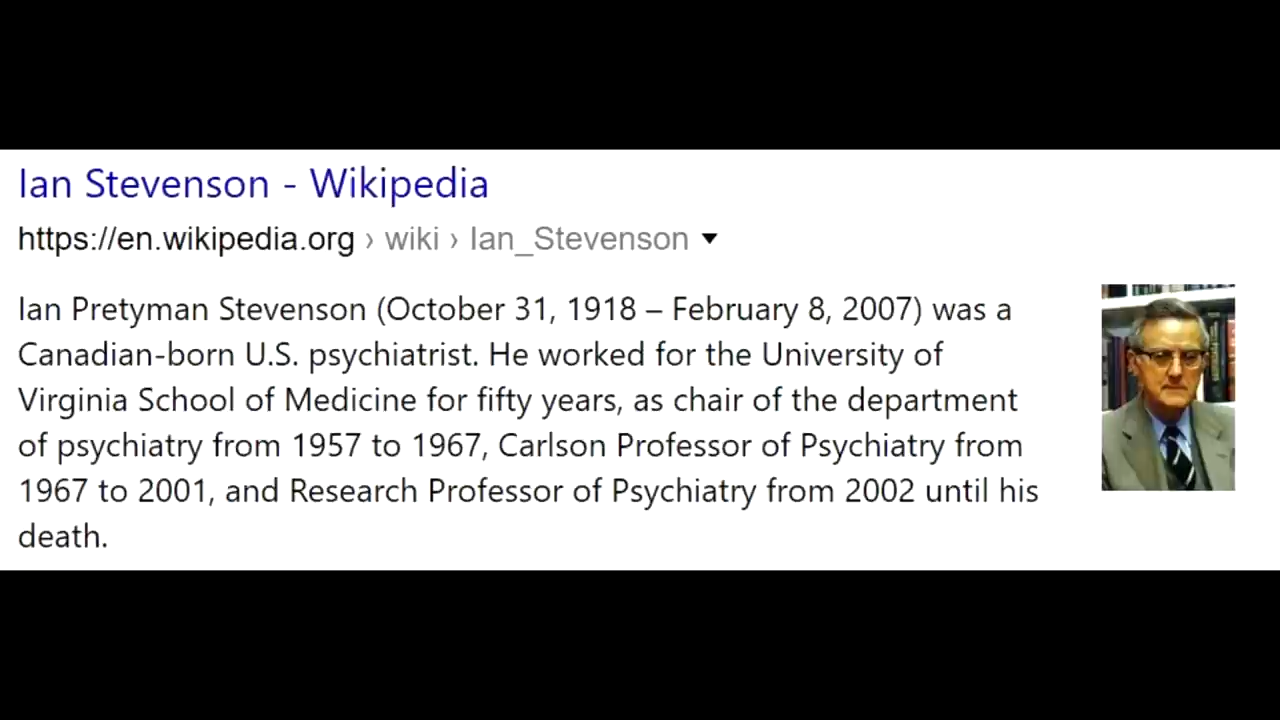 Ian Stevenson - Wikipedia
https://en.wikipedia.org › wiki › Ian_Stevenson
Ian Pretyman Stevenson (October 31, 1918 – February 8, 2007) was a
Canadian-born U.S. psychiatrist. He worked for the University of
Virginia School of Medicine for fifty years, as chair of the department
of psychiatry from 1957 to 1967, Carlson Professor of Psychiatry from
1967 to 2001, and Research Professor of Psychiatry from 2002 until his
death.